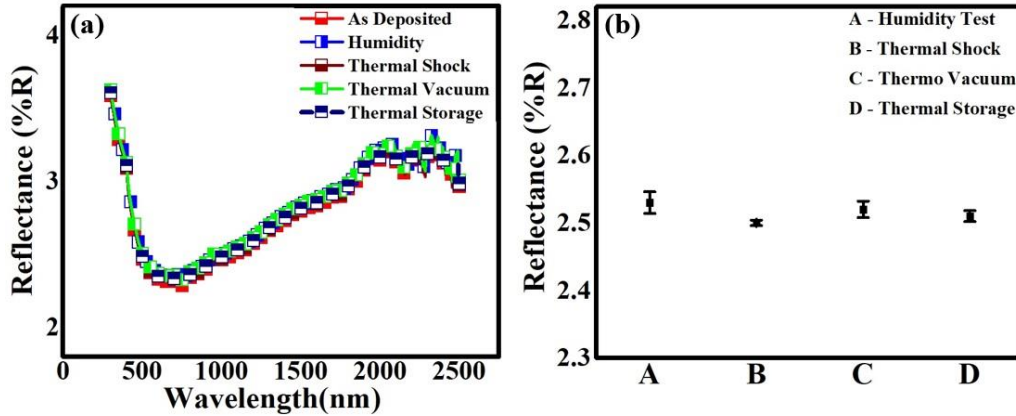 (a)
As Deposited
Humidity
Thermal Shock
Thermal Vacuum
Thermal Storage
Reflectance (%R)
4
3
2
0 500 1000 1500 2000 2500
Wavelength(nm)
(b)
A - Humidity Test
B - Thermal Shock
C - Thermo Vacuum
D - Thermal Storage
Reflectance (%R)
2.8
2.7
2.6
2.5
2.4
2.3
A B C D